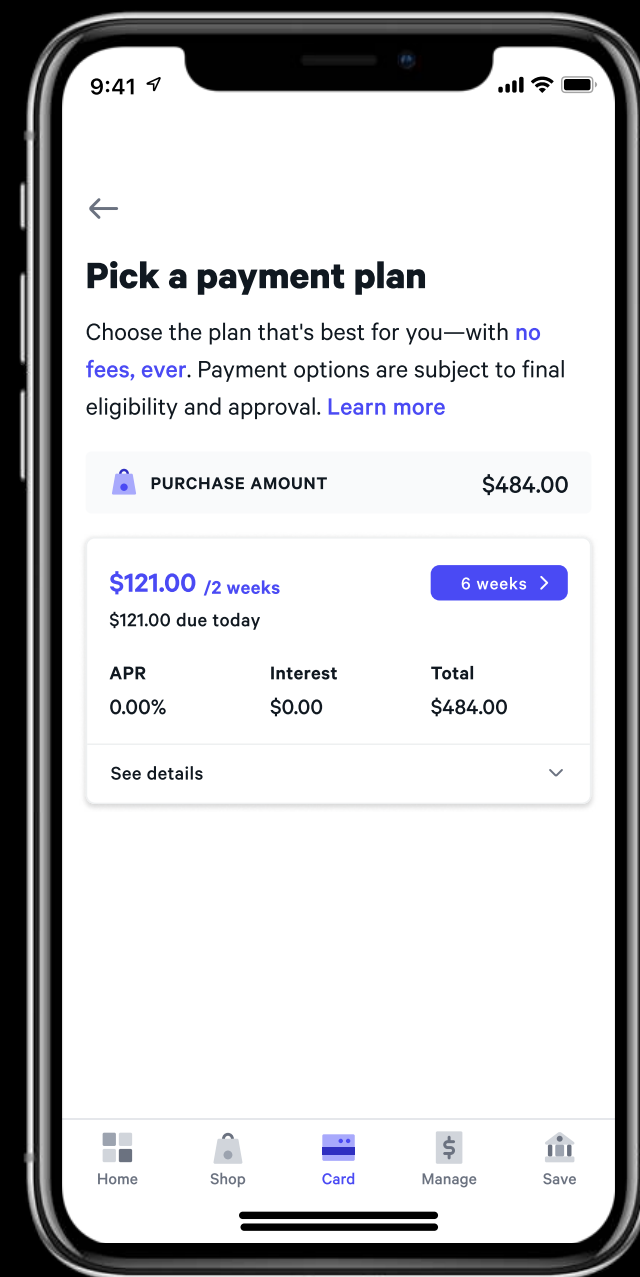 9:41
Pick a payment plan
Choose the plan that's best for you—with no
fees, ever. Payment options are subject to final
eligibility and approval. Learn more
PURCHASE AMOUNT $484.00
$121.00 /2 weeks 6 weeks
$121.00 due today
APR Interest Total
0.00% $0.00 $484.00
See details
Home Shop Card Manage Save